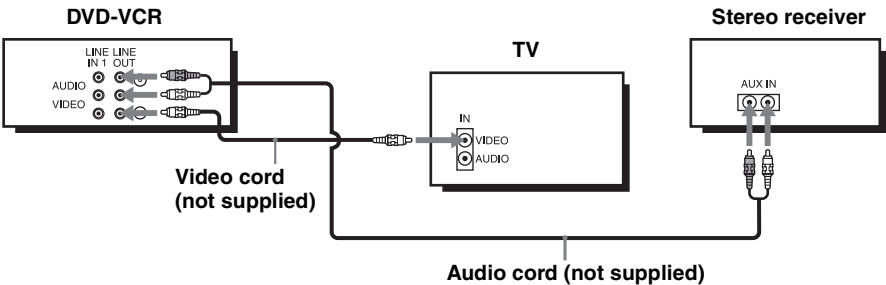 DVD-VCR
LINE LINE
IN 1 OUT
AUDIO
VIDEO
TV
IN
VIDEO
AUDIO
Stereo receiver
AUX IN
Video cord
(not supplied)
Audio cord (not supplied)